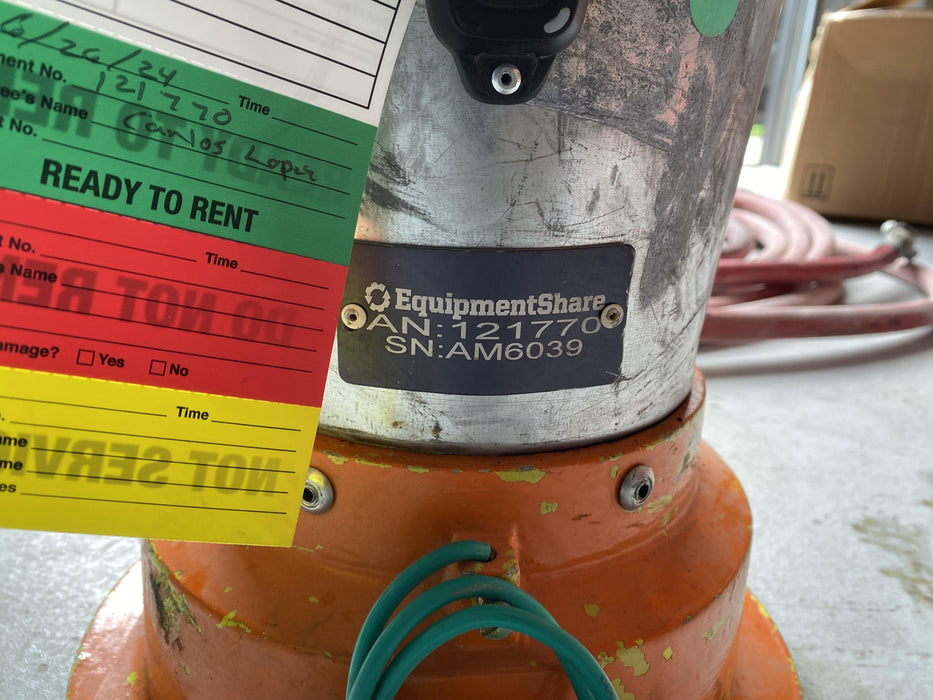 6/26/24
ment No. 121770 Time
ee's Name Carlos Lopez
t No.
READY TO RENT
t No. Time
s Name
amage? Yes No
. Time
ame
me
es
EquipmentShare
AN:121770
SN:AM6039